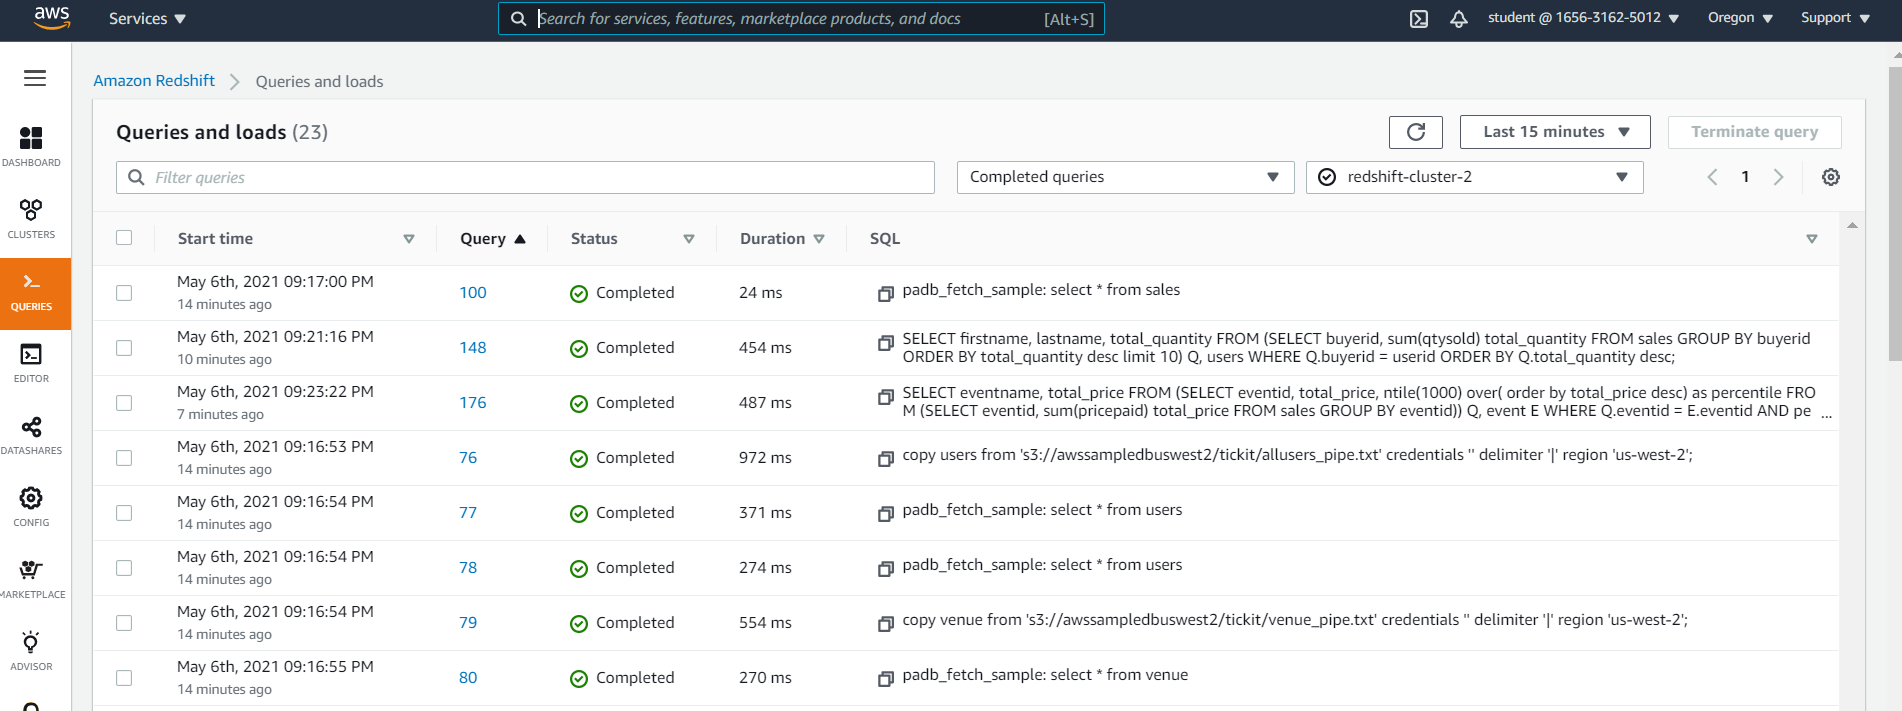 aws
Services
Search for services, features, marketplace products, and docs [Alt+S]
student @ 1656-3162-5012
Oregon
Support
Amazon Redshift
Queries and loads
DASHBOARD
CLUSTERS
QUERIES
EDITOR
DATASHARES
CONFIG
MARKETPLACE
ADVISOR
Queries and loads (23)
Last 15 minutes
Terminate query
Filter queries
Completed queries
redshift-cluster-2
1
Start time Query Status Duration SQL
May 6th, 2021 09:17:00 PM
14 minutes ago
100 Completed 24 ms
padb_fetch_sample: select * from sales
May 6th, 2021 09:21:16 PM
10 minutes ago
148 Completed 454 ms
SELECT firstname, lastname, total_quantity FROM (SELECT buyerid, sum(qtysold) total_quantity FROM sales GROUP BY buyerid
ORDER BY total_quantity desc limit 10) Q, users WHERE Q.buyerid = userid ORDER BY Q.total_quantity desc;
May 6th, 2021 09:23:22 PM
7 minutes ago
176 Completed 487 ms
SELECT eventname, total_price FROM (SELECT eventid, total_price, ntile(1000) over( order by total_price desc) as percentile FRO
M (SELECT eventid, sum(pricepaid) total_price FROM sales GROUP BY eventid)) Q, event E WHERE Q.eventid = E.eventid AND pe ...
May 6th, 2021 09:16:53 PM
14 minutes ago
76 Completed 972 ms
copy users from 's3://awssampledbuswest2/tickit/allusers_pipe.txt' credentials '' delimiter '|' region 'us-west-2';
May 6th, 2021 09:16:54 PM
14 minutes ago
77 Completed 371 ms
padb_fetch_sample: select * from users
May 6th, 2021 09:16:54 PM
14 minutes ago
78 Completed 274 ms
padb_fetch_sample: select * from users
May 6th, 2021 09:16:54 PM
14 minutes ago
79 Completed 554 ms
copy venue from 's3://awssampledbuswest2/tickit/venue_pipe.txt' credentials '' delimiter '|' region 'us-west-2';
May 6th, 2021 09:16:55 PM
14 minutes ago
80 Completed 270 ms
padb_fetch_sample: select * from venue